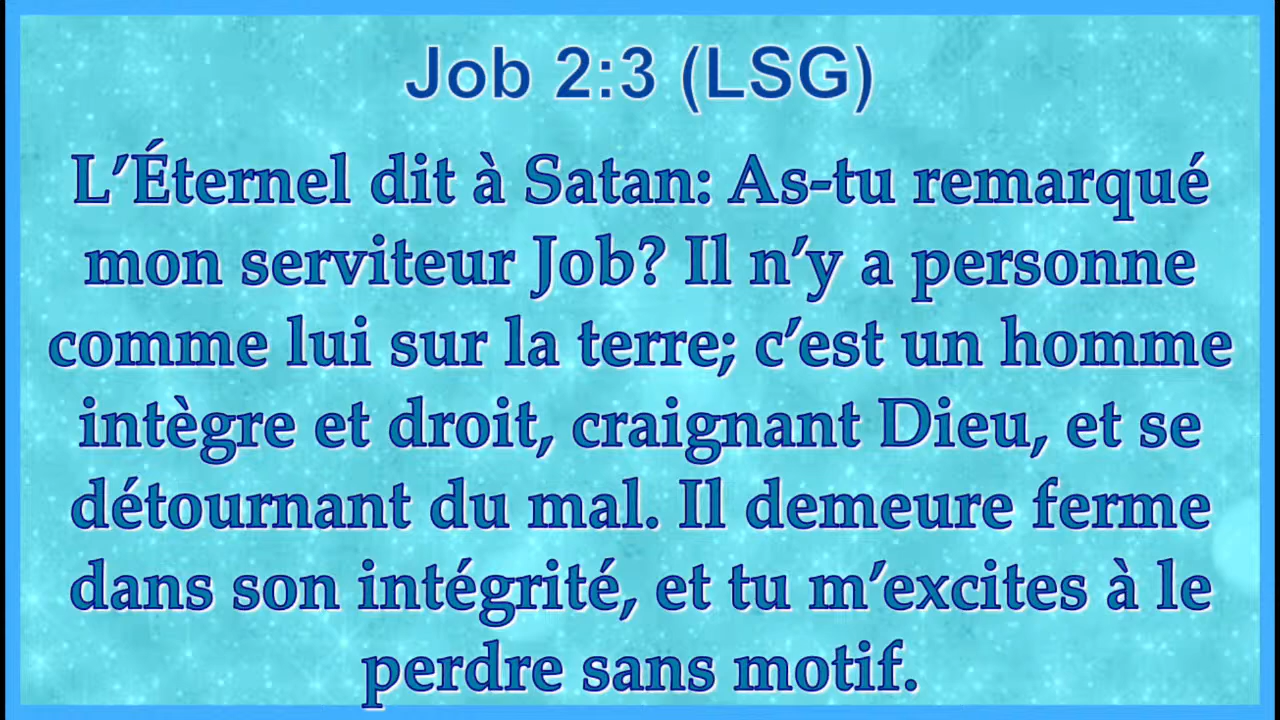 Job 2:3 (LSG)
L’Éternel dit à Satan: As-tu remarqué
mon serviteur Job? Il n’y a personne
comme lui sur la terre; c’est un homme
intègre et droit, craignant Dieu, et se
détournant du mal. Il demeure ferme
dans son intégrité, et tu m’excites à le
perdre sans motif.